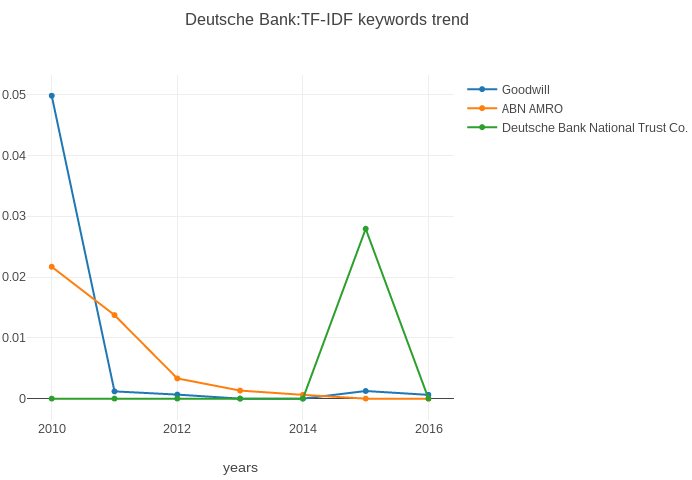 Deutsche Bank:TF-IDF keywords trend
Goodwill
ABN AMRO
Deutsche Bank National Trust Co.
0.05
0.04
0.03
0.02
0.01
0
2010 2012 2014 2016
years